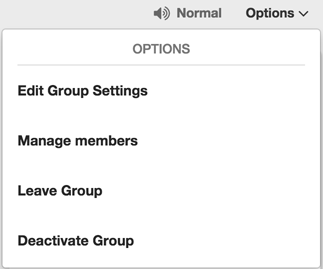 Normal Options
OPTIONS
Edit Group Settings
Manage members
Leave Group
Deactivate Group